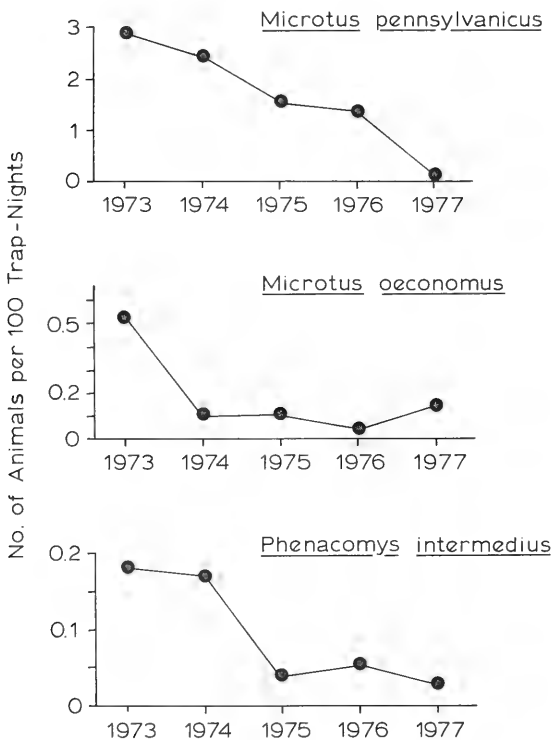 Microtus pennsylvanicus
3
2
1
0
1973 1974 1975 1976 1977
No. of Animals per 100 Trap-Nights
Microtus oeconomus
0.5
0.2
0
1973 1974 1975 1976 1977
Phenacomys intermedius
0.2
0.1
0
1973 1974 1975 1976 1977